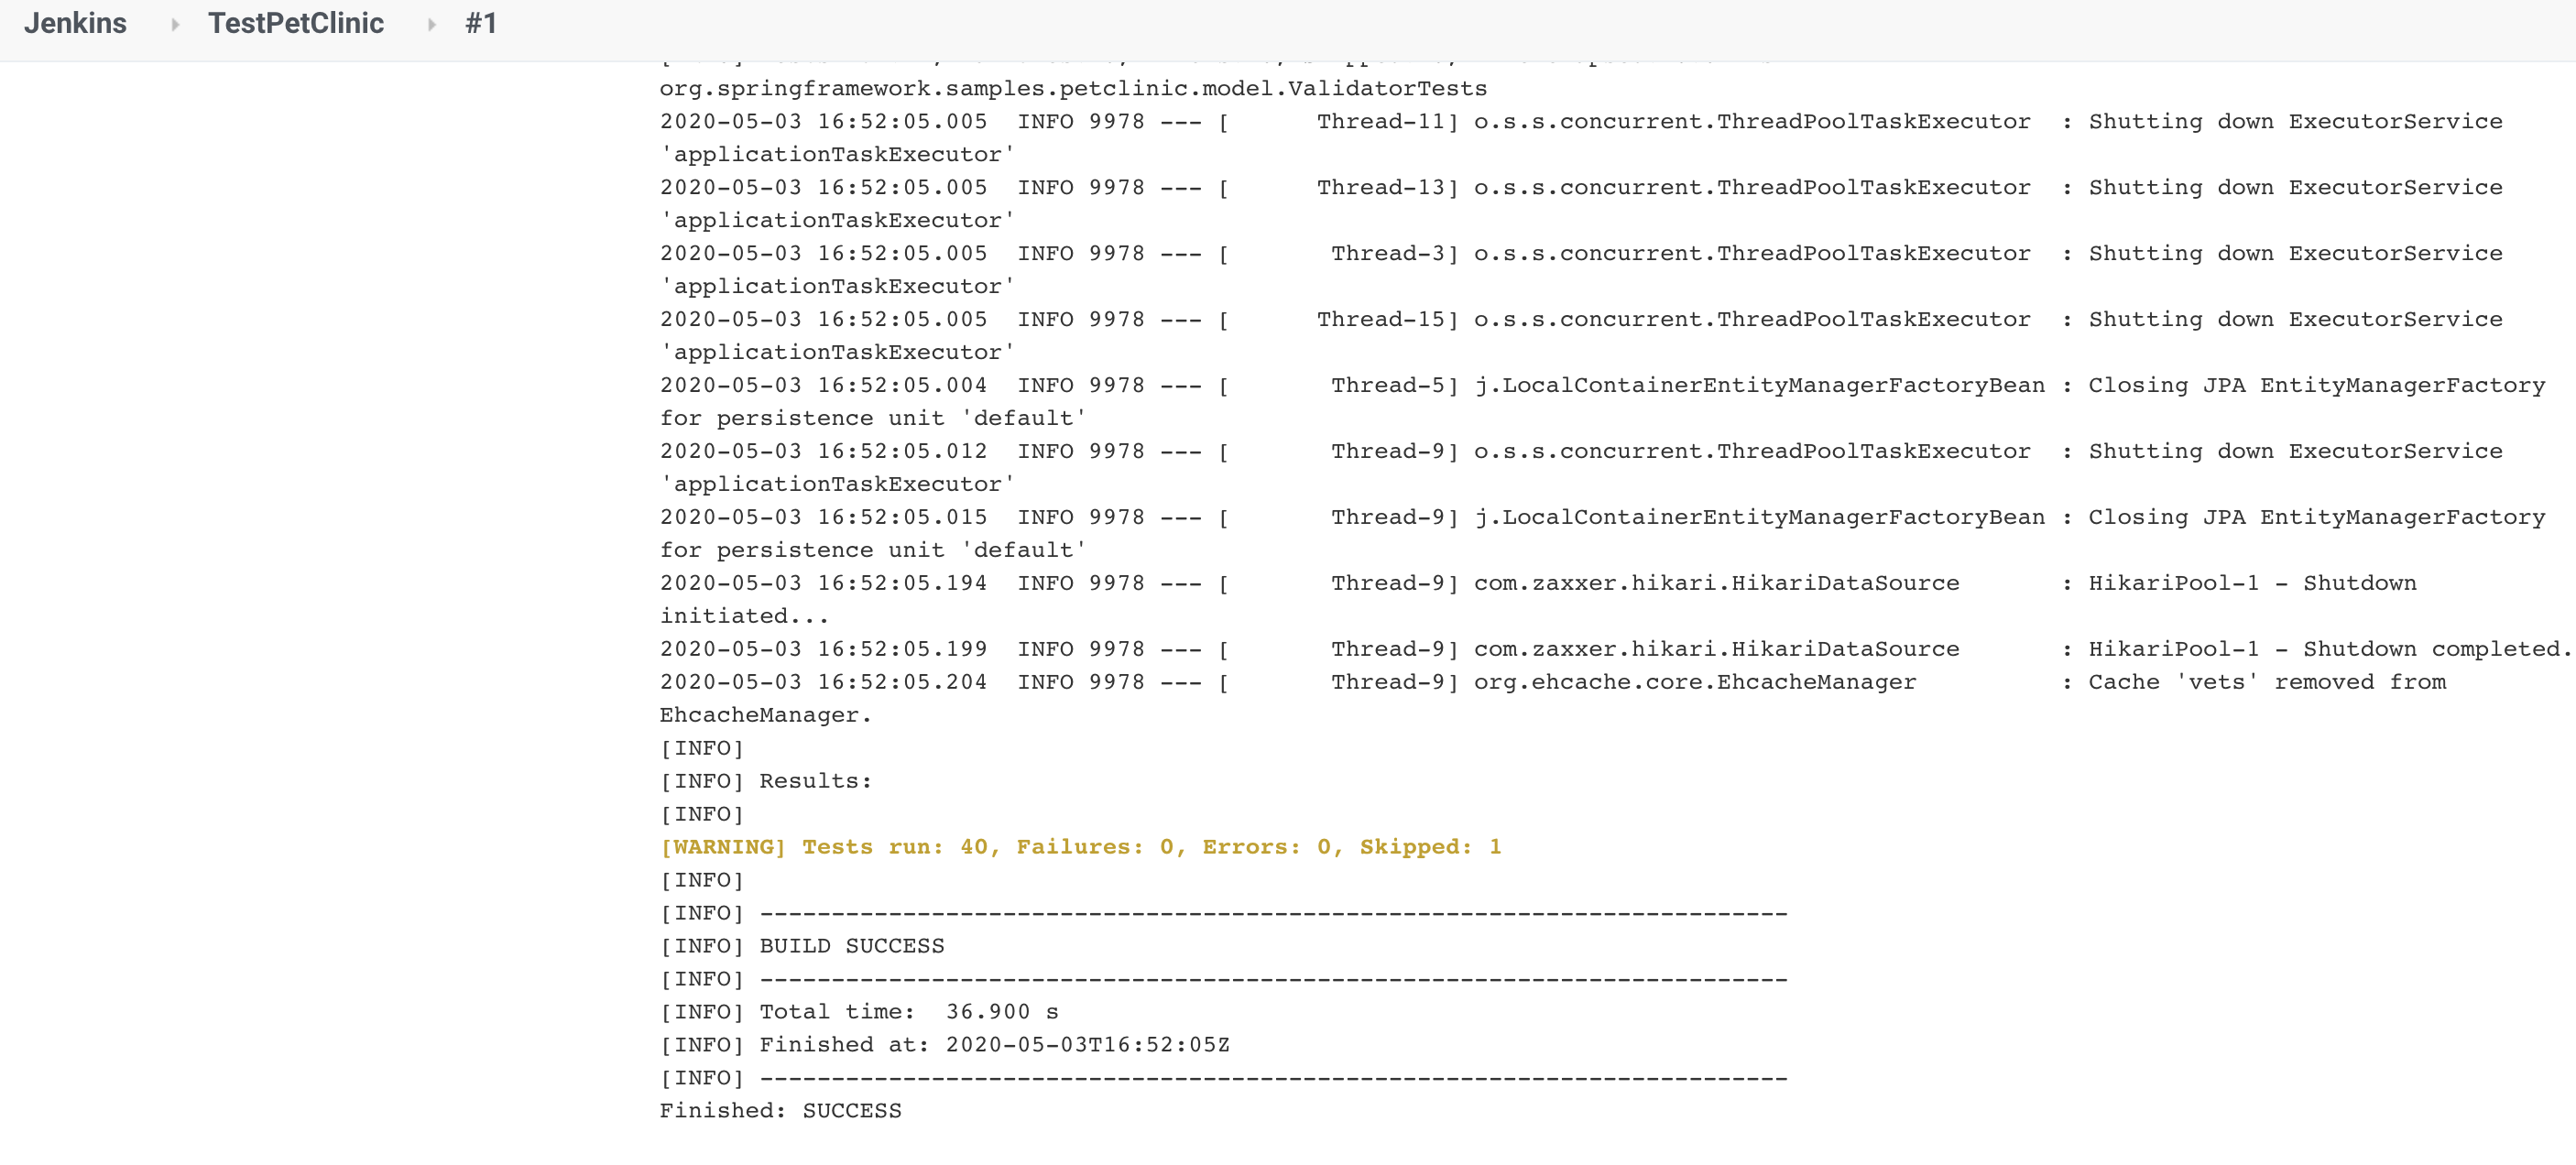 Jenkins TestPetClinic #1
org.springframework.samples.petclinic.model.ValidatorTests
2020-05-03 16:52:05.005  INFO 9978 --- [      Thread-11] o.s.s.concurrent.ThreadPoolTaskExecutor  : Shutting down ExecutorService
'applicationTaskExecutor'
2020-05-03 16:52:05.005  INFO 9978 --- [      Thread-13] o.s.s.concurrent.ThreadPoolTaskExecutor  : Shutting down ExecutorService
'applicationTaskExecutor'
2020-05-03 16:52:05.005  INFO 9978 --- [       Thread-3] o.s.s.concurrent.ThreadPoolTaskExecutor  : Shutting down ExecutorService
'applicationTaskExecutor'
2020-05-03 16:52:05.005  INFO 9978 --- [      Thread-15] o.s.s.concurrent.ThreadPoolTaskExecutor  : Shutting down ExecutorService
'applicationTaskExecutor'
2020-05-03 16:52:05.004  INFO 9978 --- [       Thread-5] j.LocalContainerEntityManagerFactoryBean : Closing JPA EntityManagerFactory
for persistence unit 'default'
2020-05-03 16:52:05.012  INFO 9978 --- [       Thread-9] o.s.s.concurrent.ThreadPoolTaskExecutor  : Shutting down ExecutorService
'applicationTaskExecutor'
2020-05-03 16:52:05.015  INFO 9978 --- [       Thread-9] j.LocalContainerEntityManagerFactoryBean : Closing JPA EntityManagerFactory
for persistence unit 'default'
2020-05-03 16:52:05.194  INFO 9978 --- [       Thread-9] com.zaxxer.hikari.HikariDataSource       : HikariPool-1 - Shutdown
initiated...
2020-05-03 16:52:05.199  INFO 9978 --- [       Thread-9] com.zaxxer.hikari.HikariDataSource       : HikariPool-1 - Shutdown completed.
2020-05-03 16:52:05.204  INFO 9978 --- [       Thread-9] org.ehcache.core.EhcacheManager          : Cache 'vets' removed from
EhcacheManager.
[INFO]
[INFO] Results:
[INFO]
[WARNING] Tests run: 40, Failures: 0, Errors: 0, Skipped: 1
[INFO]
[INFO] ------------------------------------------------------------------------
[INFO] BUILD SUCCESS
[INFO] ------------------------------------------------------------------------
[INFO] Total time:  36.900 s
[INFO] Finished at: 2020-05-03T16:52:05Z
[INFO] ------------------------------------------------------------------------
Finished: SUCCESS